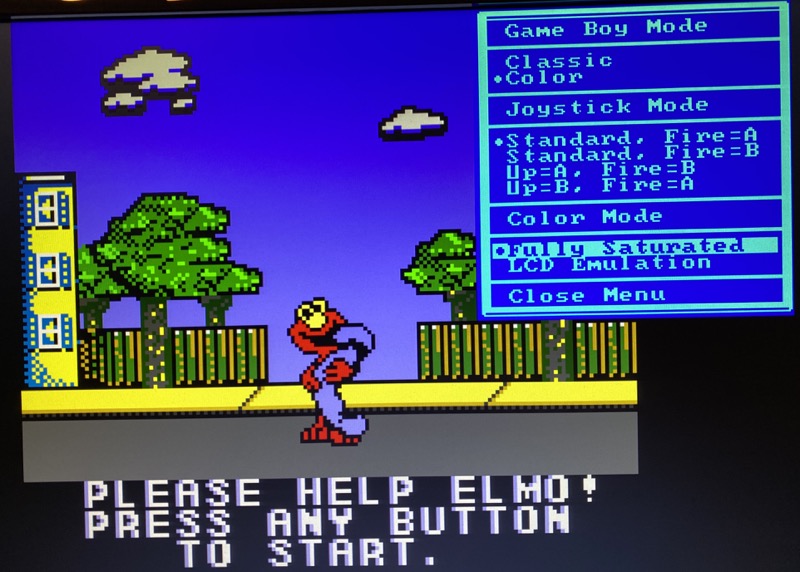 Game Boy Mode
Classic
•Color
Joystick Mode
•Standard, Fire=A
Standard, Fire=B
Up=A, Fire=B
Up=B, Fire=A
Color Mode
•Fully Saturated
LCD Emulation
Close Menu
PLEASE HELP ELMO!
PRESS ANY BUTTON
TO START.